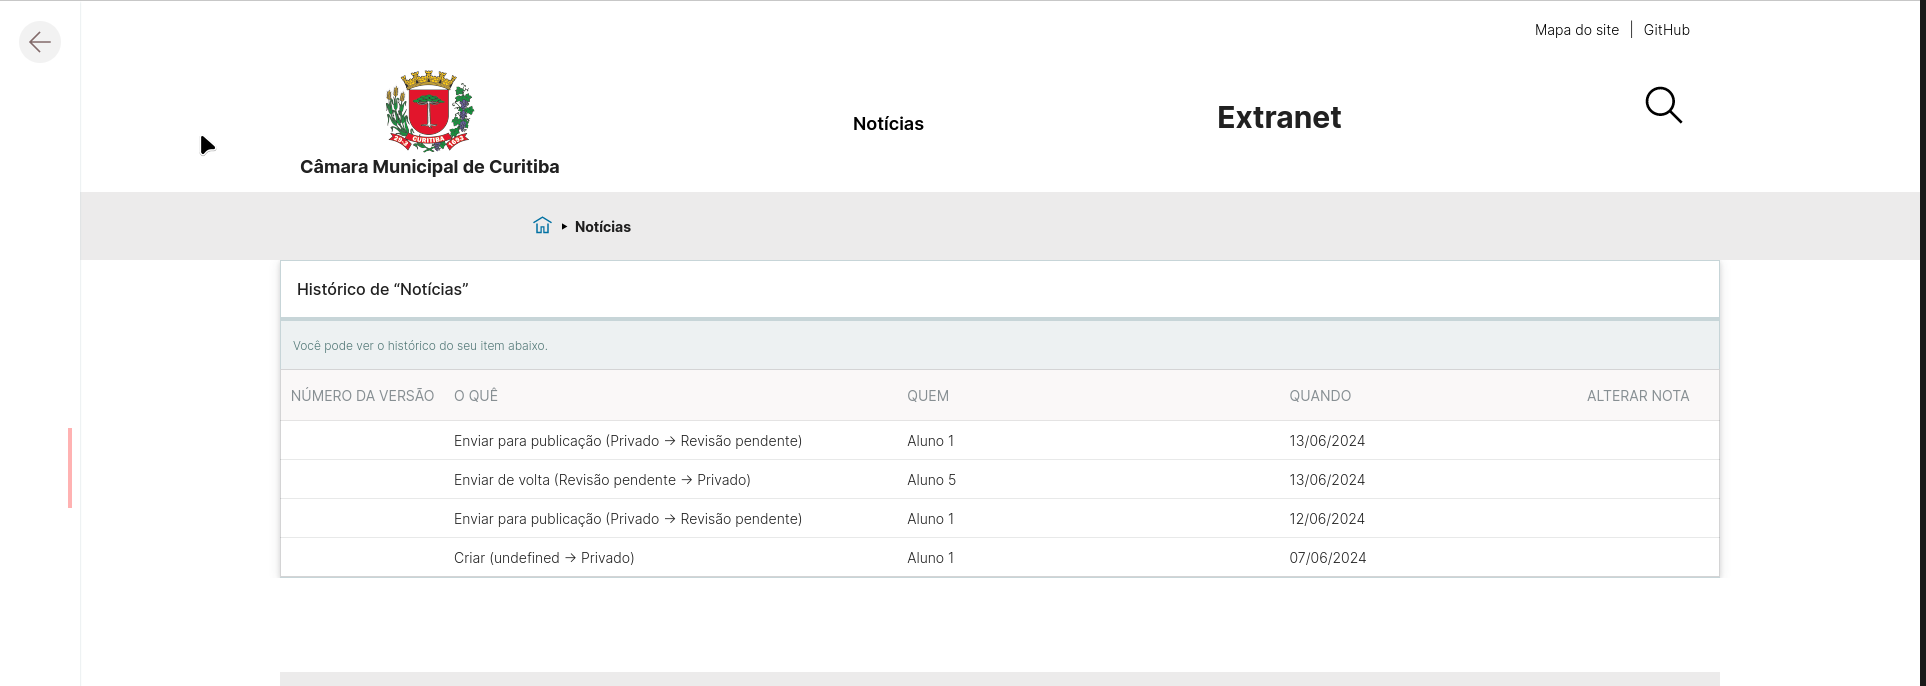 Mapa do site | GitHub
Notícias
Extranet
Câmara Municipal de Curitiba
Notícias
Histórico de “Notícias”
Você pode ver o histórico do seu item abaixo.
NÚMERO DA VERSÃO O QUÊ QUEM QUANDO ALTERAR NOTA
Enviar para publicação (Privado → Revisão pendente) Aluno 1 13/06/2024
Enviar de volta (Revisão pendente → Privado) Aluno 5 13/06/2024
Enviar para publicação (Privado → Revisão pendente) Aluno 1 12/06/2024
Criar (undefined → Privado) Aluno 1 07/06/2024